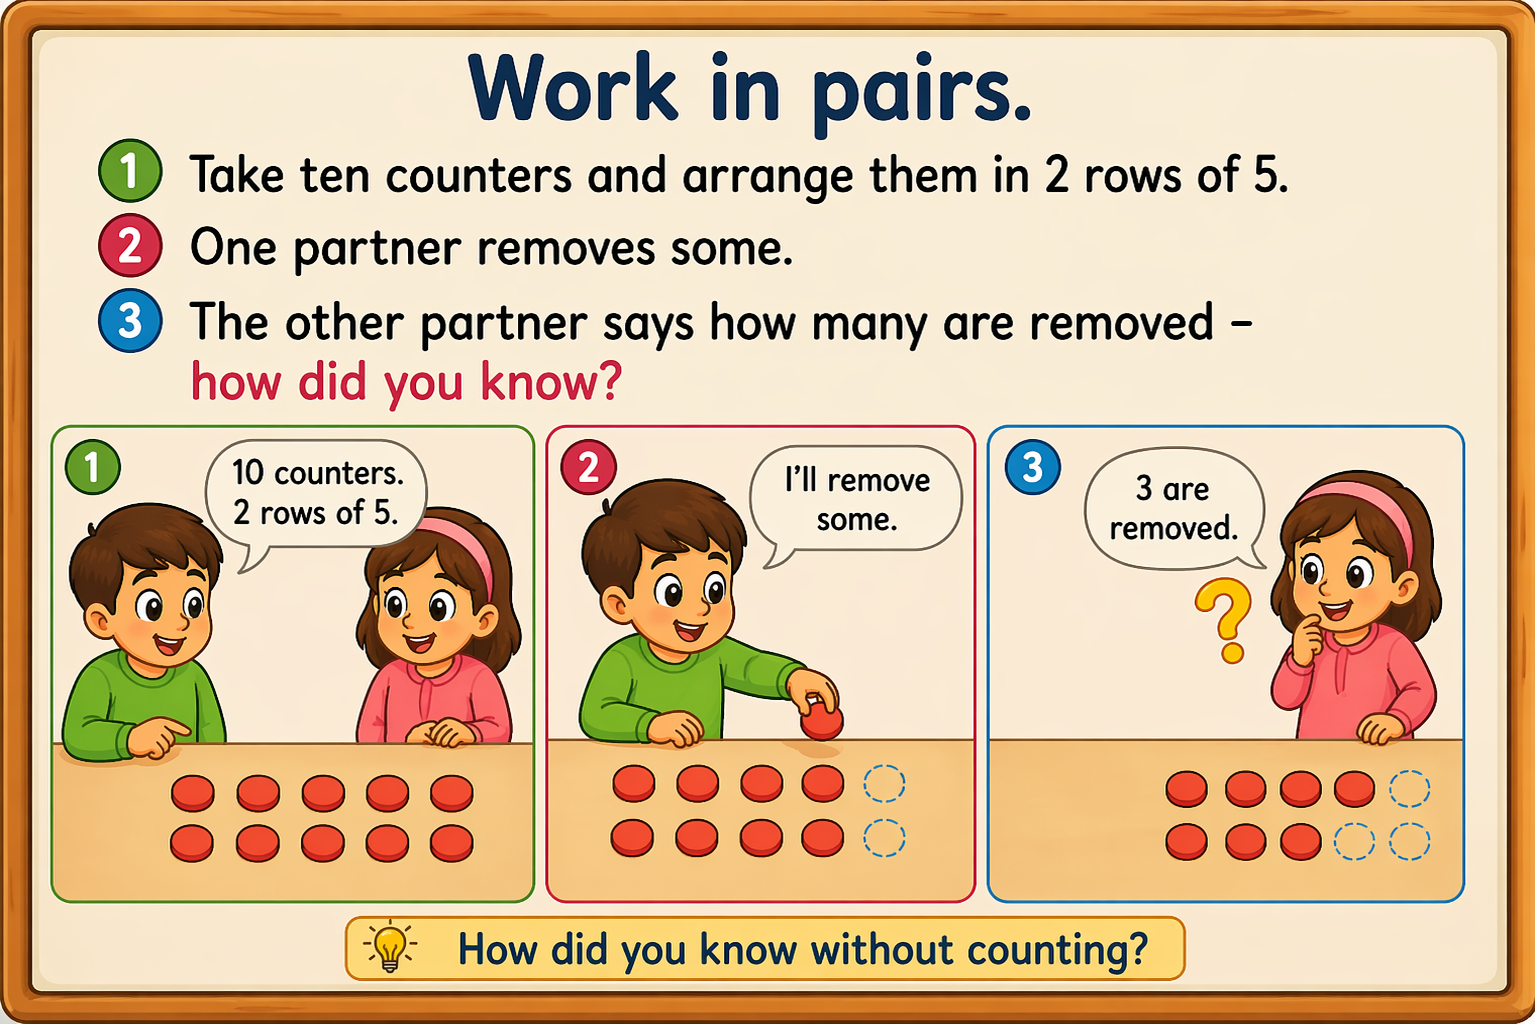 Work in pairs.
1 Take ten counters and arrange them in 2 rows of 5.
2 One partner removes some.
3 The other partner says how many are removed –
how did you know?
1
10 counters.
2 rows of 5.
2
I'll remove
some.
3
3 are
removed.
?
How did you know without counting?